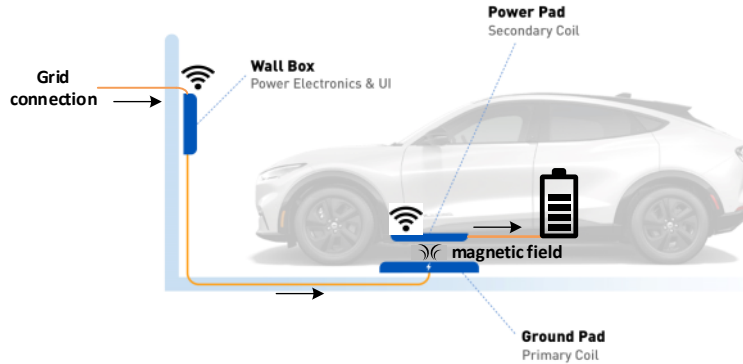 Power Pad
Secondary Coil
Wall Box
Power Electronics & UI
Grid
connection
magnetic field
Ground Pad
Primary Coil